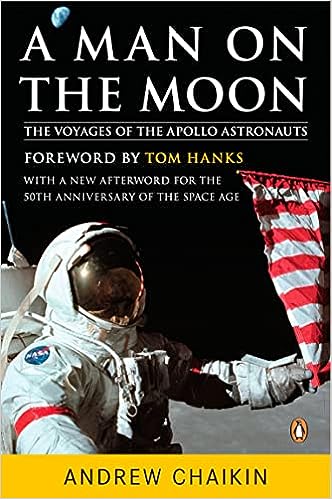 A MAN ON
THE MOON
THE VOYAGES OF THE APOLLO ASTRONAUTS
FOREWORD BY TOM HANKS
WITH A NEW AFTERWORD FOR THE
50TH ANNIVERSARY OF THE SPACE AGE
NASA
ANDREW CHAIKIN